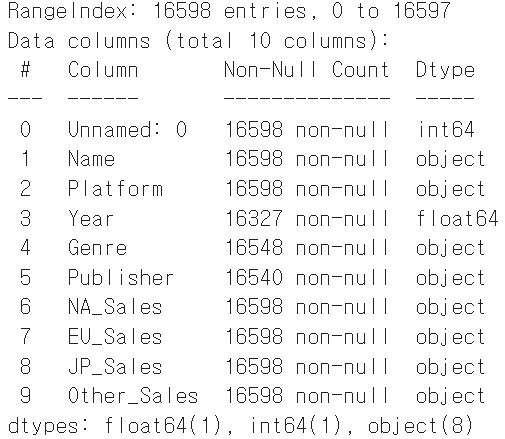 RangeIndex: 16598 entries, 0 to 16597
Data columns (total 10 columns):
 #   Column       Non-Null Count  Dtype
---  ------       --------------  -----
 0   Unnamed: 0   16598 non-null  int64
 1   Name         16598 non-null  object
 2   Platform     16598 non-null  object
 3   Year         16327 non-null  float64
 4   Genre        16548 non-null  object
 5   Publisher    16540 non-null  object
 6   NA_Sales     16598 non-null  object
 7   EU_Sales     16598 non-null  object
 8   JP_Sales     16598 non-null  object
 9   Other_Sales  16598 non-null  object
dtypes: float64(1), int64(1), object(8)